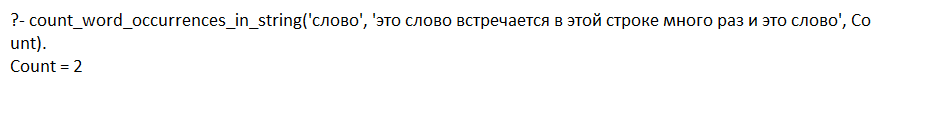 ?- count_word_occurrences_in_string('слово', 'это слово встречается в этой строке много раз и это слово', Co
unt).
Count = 2